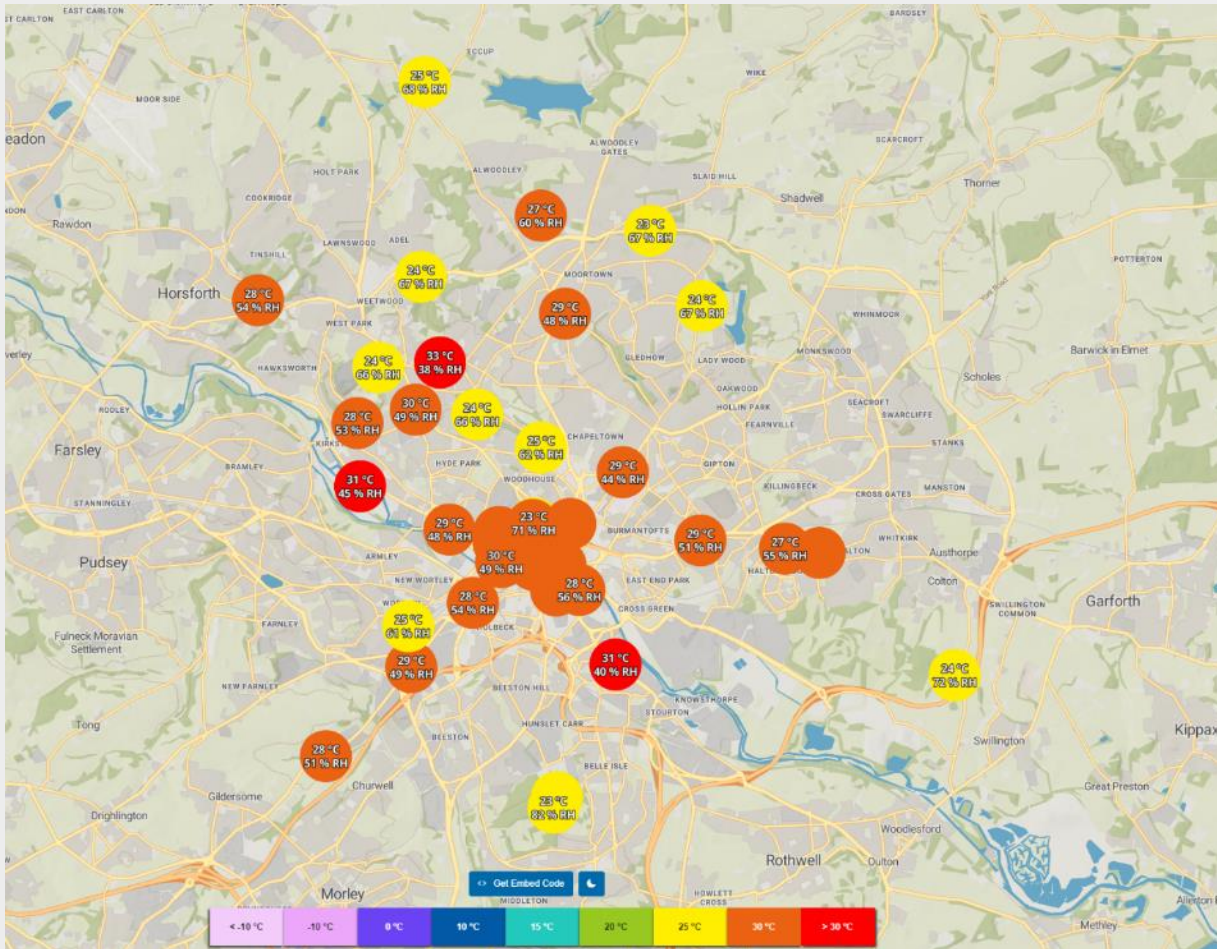 EAST CARLTON
EAST CARLTON
BARDSEY
ECCUP
25 °C
68 % RH
WIKE
MOOR SIDE
eadon
ALWOODLEY
GATES
SCARCROFT
HOLT PARK
ALWOODLEY
SLAID HILL
Thorner
COOKRIDGE
Shadwell
27 °C
60 % RH
Rawdon
23 °C
67 % RH
LAWNSWOOD
ADEL
TINSHILL
POTTERTON
24 °C
67 % RH
MOORTOWN
Horsforth
28 °C
54 % RH
WEETWOOD
29 °C
48 % RH
24 °C
67 % RH
WHINMOOR
WEST PARK
33 °C
38 % RH
GLEDHOW
LADY WOOD
MONKSWOOD
Barwick in Elmet
HAWKSWORTH
24 °C
66 % RH
Scholes
OAKWOOD
30 °C
49 % RH
24 °C
66 % RH
HOLLIN PARK
SEACROFT
SWARCLIFFE
RODLEY
28 °C
53 % RH
FEARNVILLE
CHAPELTOWN
25 °C
62 % RH
STANKS
Farsley
BRAMLEY
HYDE PARK
WOODHOUSE
29 °C
44 % RH
GIPTON
KILLINGBECK
MANSTON
CROSS GATES
31 °C
45 % RH
STANNINGLEY
29 °C
48 % RH
23 °C
71 % RH
BURMANTOFTS
29 °C
51 % RH
27 °C
55 % RH
WHITKIRK
Austhorpe
ARMLEY
30 °C
49 % RH
Pudsey
NEW WORTLEY
EAST END PARK
Colton
28 °C
56 % RH
28 °C
54 % RH
CROSS GREEN
SWILLINGTON
COMMON
Garforth
25 °C
61 % RH
FARNLEY
Fulneck Moravian
Settlement
29 °C
49 % RH
31 °C
40 % RH
24 °C
72 % RH
NEW FARNLEY
BEESTON HILL
KNOWSTHORPE
STOURTON
Tong
HUNSLET CARR
Kippax
BEELSTON
Swillington
28 °C
51 % RH
BELLE ISLE
Churwell
Gildersome
Great Preston
23 °C
82 % RH
Drighlington
Woodlesford
Rothwell
Oulton
Get Embed Code
Morley
MIDDLETON
HOWLETT
CROSS
Allerton
Methley
< -10 °C
-10 °C
0 °C
10 °C
15 °C
20 °C
25 °C
30 °C
> 30 °C